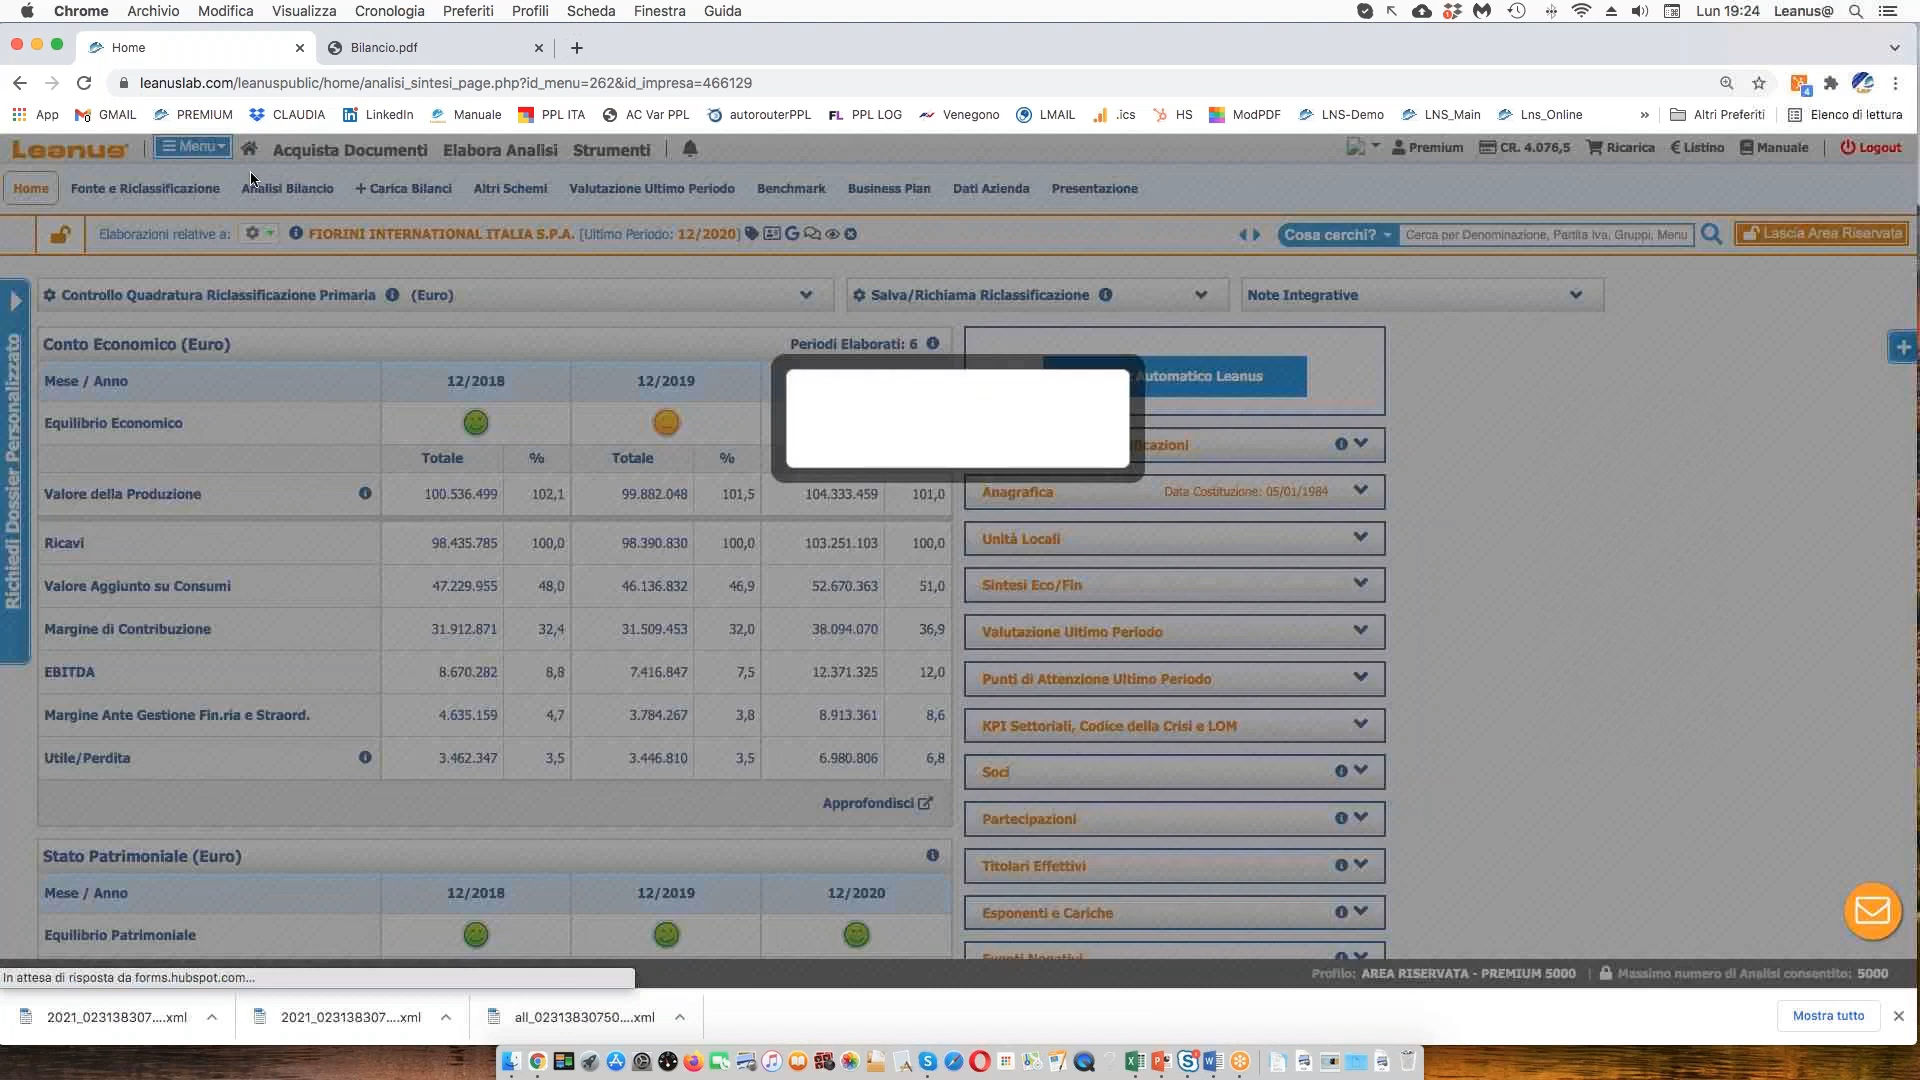 Chrome Archivio Modifica Visualizza Cronologia Preferiti Profili Scheda Finestra Guida Lun 19:24 Leanus@
Home Bilancio.pdf
leanuslab.com/leanuspublic/home/analisi_sintesi_page.php?id_menu=262&id_impresa=466129
App GMAIL PREMIUM CLAUDIA LinkedIn Manuale PPL ITA AC Var PPL autorouterPPL PPL LOG Venegono LMAIL .ics HS ModPDF LNS-Demo LNS_Main Lns_Online » Altri Preferiti Elenco di lettura
Leanus Menu Acquista Documenti Elabora Analisi Strumenti Premium CR. 4.076,5 Ricarica € Listino Manuale Logout
Home Fonte e Riclassificazione Analisi Bilancio + Carica Bilanci Altri Schemi Valutazione Ultimo Periodo Benchmark Business Plan Dati Azienda Presentazione
Elaborazioni relative a: FIORINI INTERNATIONAL ITALIA S.P.A. [Ultimo Periodo: 12/2020] Cosa cerchi? Cerca per Denominazione, Partita Iva, Gruppi, Menu Lascia Area Riservata
Richiedi Dossier Personalizzato
Controllo Quadratura Riclassificazione Primaria (Euro) Salva/Richiama Riclassificazione Note Integrative
Conto Economico (Euro) Periodi Elaborati: 6
Mese / Anno 12/2018 12/2019
Equilibrio Economico
Totale % Totale %
Valore della Produzione 100.536.499 102,1 99.882.048 101,5 104.333.459 101,0
Ricavi 98.435.785 100,0 98.390.830 100,0 103.251.103 100,0
Valore Aggiunto su Consumi 47.229.955 48,0 46.136.832 46,9 52.670.363 51,0
Margine di Contribuzione 31.912.871 32,4 31.509.453 32,0 38.094.070 36,9
EBITDA 8.670.282 8,8 7.416.847 7,5 12.371.325 12,0
Margine Ante Gestione Fin.ria e Straord. 4.635.159 4,7 3.784.267 3,8 8.913.361 8,6
Utile/Perdita 3.462.347 3,5 3.446.810 3,5 6.980.806 6,8
Approfondisci
Stato Patrimoniale (Euro)
Mese / Anno 12/2018 12/2019 12/2020
Equilibrio Patrimoniale
Automatico Leanus
icazioni
Anagrafica Data Costituzione: 05/01/1984
Unità Locali
Sintesi Eco/Fin
Valutazione Ultimo Periodo
Punti di Attenzione Ultimo Periodo
KPI Settoriali, Codice della Crisi e LOM
Soci
Partecipazioni
Titolari Effettivi
Esponenti e Cariche
Eventi Negativi
In attesa di risposta da forms.hubspot.com...
Profilo: AREA RISERVATA - PREMIUM 5000 | Massimo numero di Analisi consentito: 5000
2021_023138307....xml 2021_023138307....xml all_02313830750....xml Mostra tutto